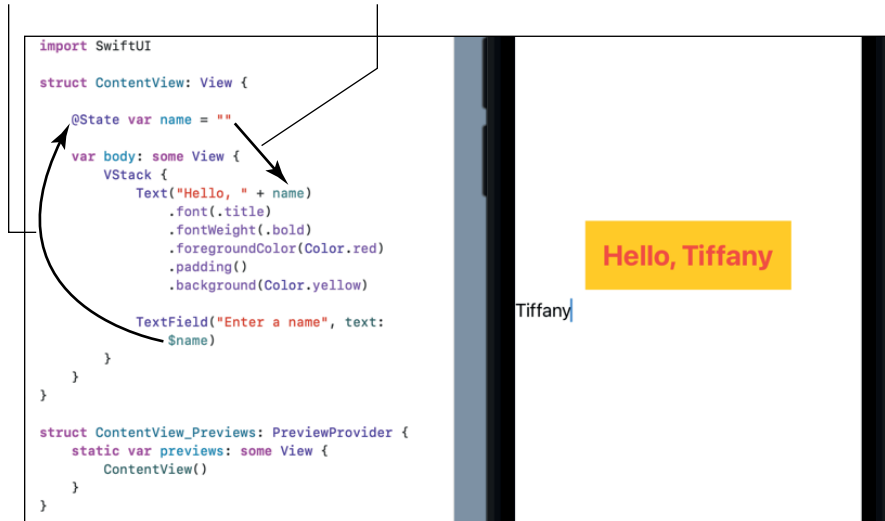 import SwiftUI
struct ContentView: View {
@State var name = ""
var body: some View {
VStack {
Text("Hello, " + name)
.font(.title)
.fontWeight(.bold)
.foregroundColor(Color.red)
.padding()
.background(Color.yellow)
TextField("Enter a name", text:
$name)
}
}
}
struct ContentView_Previews: PreviewProvider {
static var previews: some View {
ContentView()
}
}
Hello, Tiffany
Tiffany